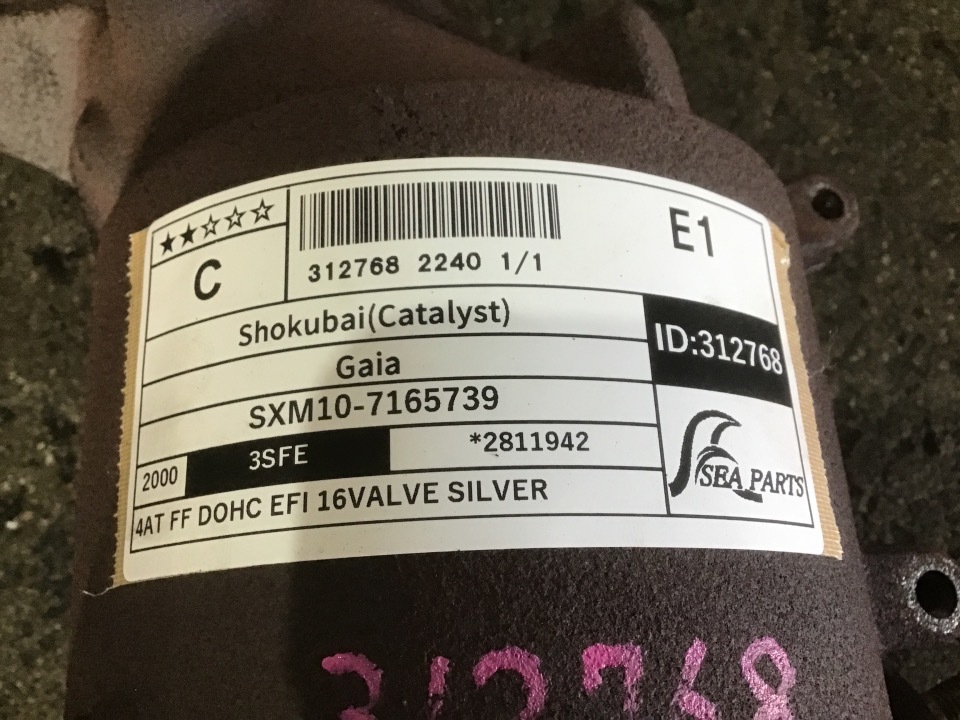 ★★☆☆☆
C
312768 2240 1/1
E1
Shokubai(Catalyst)
Gaia
SXM10-7165739
2000 3SFE *2811942
4AT FF DOHC EFI 16VALVE SILVER
ID:312768
SEA PARTS
312768